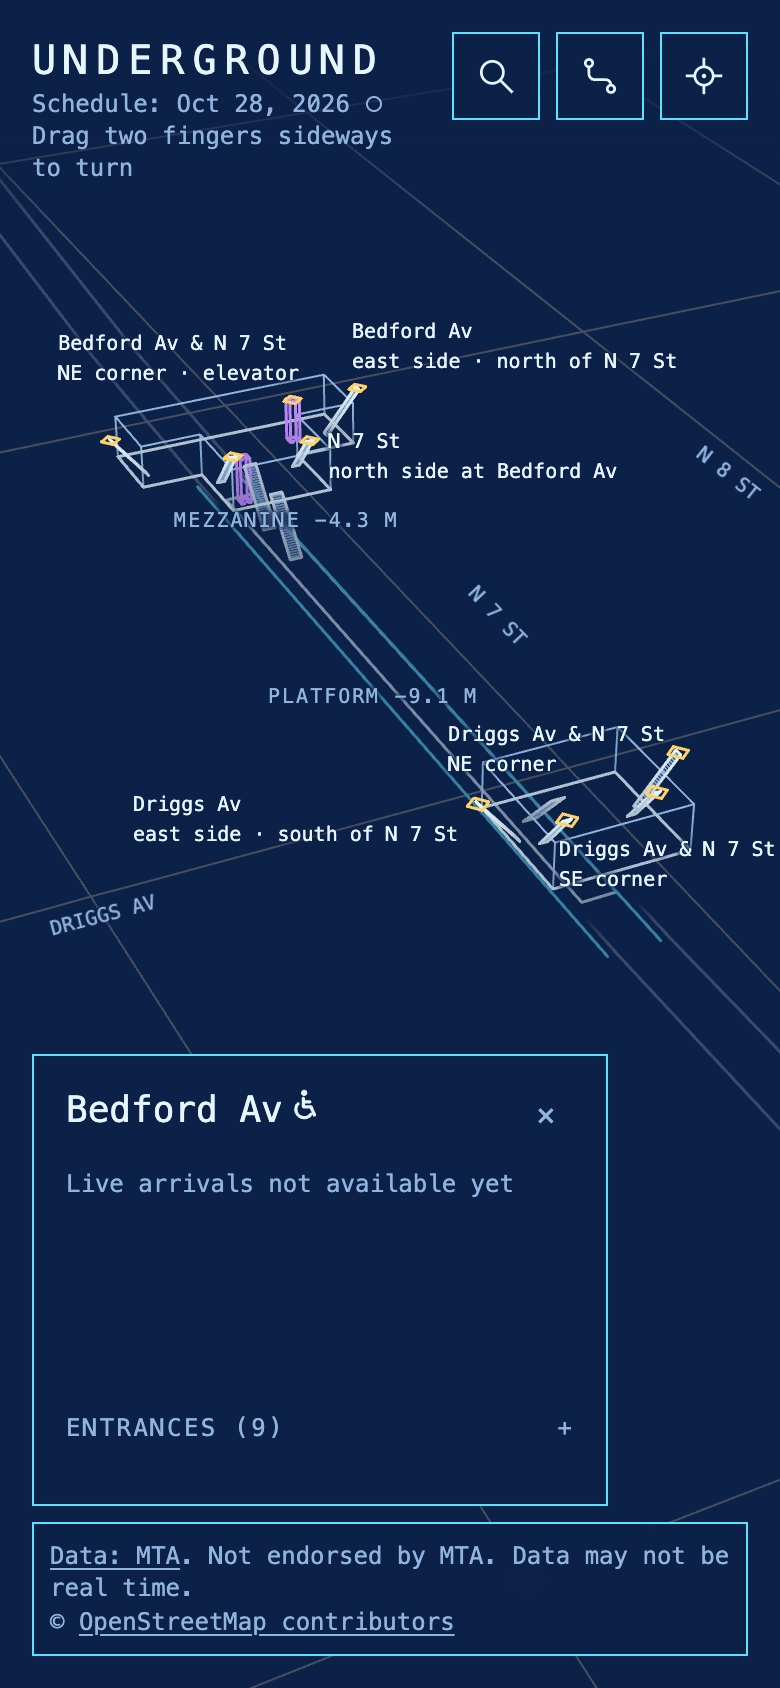 UNDERGROUND
Schedule: Oct 28, 2026
Drag two fingers sideways
to turn
Bedford Av & N 7 St
NE corner · elevator
Bedford Av
east side · north of N 7 St
N 7 St
north side at Bedford Av
N 8 ST
MEZZANINE −4.3 M
N 7 ST
PLATFORM −9.1 M
Driggs Av & N 7 St
NE corner
Driggs Av
east side · south of N 7 St
Driggs Av & N 7 St
SE corner
DRIGGS AV
Bedford Av
×
Live arrivals not available yet
ENTRANCES (9) +
Data: MTA. Not endorsed by MTA. Data may not be
real time.
© OpenStreetMap contributors